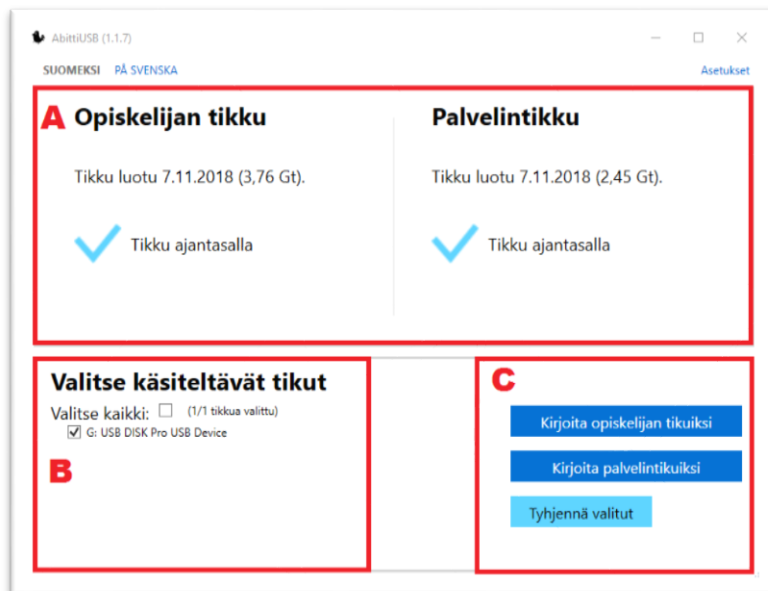 AbittiUSB (1.1.7)
SUOMEKSI PÅ SVENSKA
Asetukset
A Opiskelijan tikku
Tikku luotu 7.11.2018 (3,76 Gt).
Tikku ajantasalla
Palvelintikku
Tikku luotu 7.11.2018 (2,45 Gt).
Tikku ajantasalla
Valitse käsiteltävät tikut
Valitse kaikki: (1/1 tikkua valittu)
G: USB DISK Pro USB Device
B
C
Kirjoita opiskelijan tikuiksi
Kirjoita palvelintikuiksi
Tyhjennä valitut